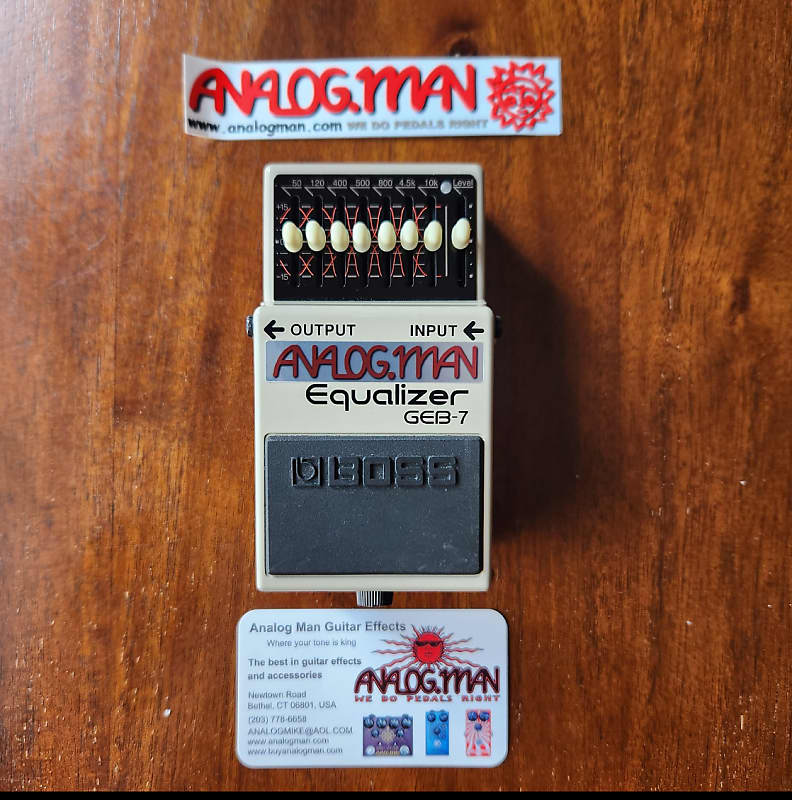 ANALOG.MAN
www.analogman.com WE DO PEDALS RIGHT
50 120 400 500 800 4.5k 10k Level
+15
0
-15
OUTPUT INPUT
ANALOG.MAN
Equalizer
GEB-7
BOSS
Analog Man Guitar Effects
Where your tone is king
The best in guitar effects
and accessories
ANALOG.MAN
WE DO PEDALS RIGHT
Newtown Road
Bethel, CT 06801, USA
(203) 778-6658
ANALOGMIKE@AOL.COM
www.analogman.com
www.buyanalogman.com